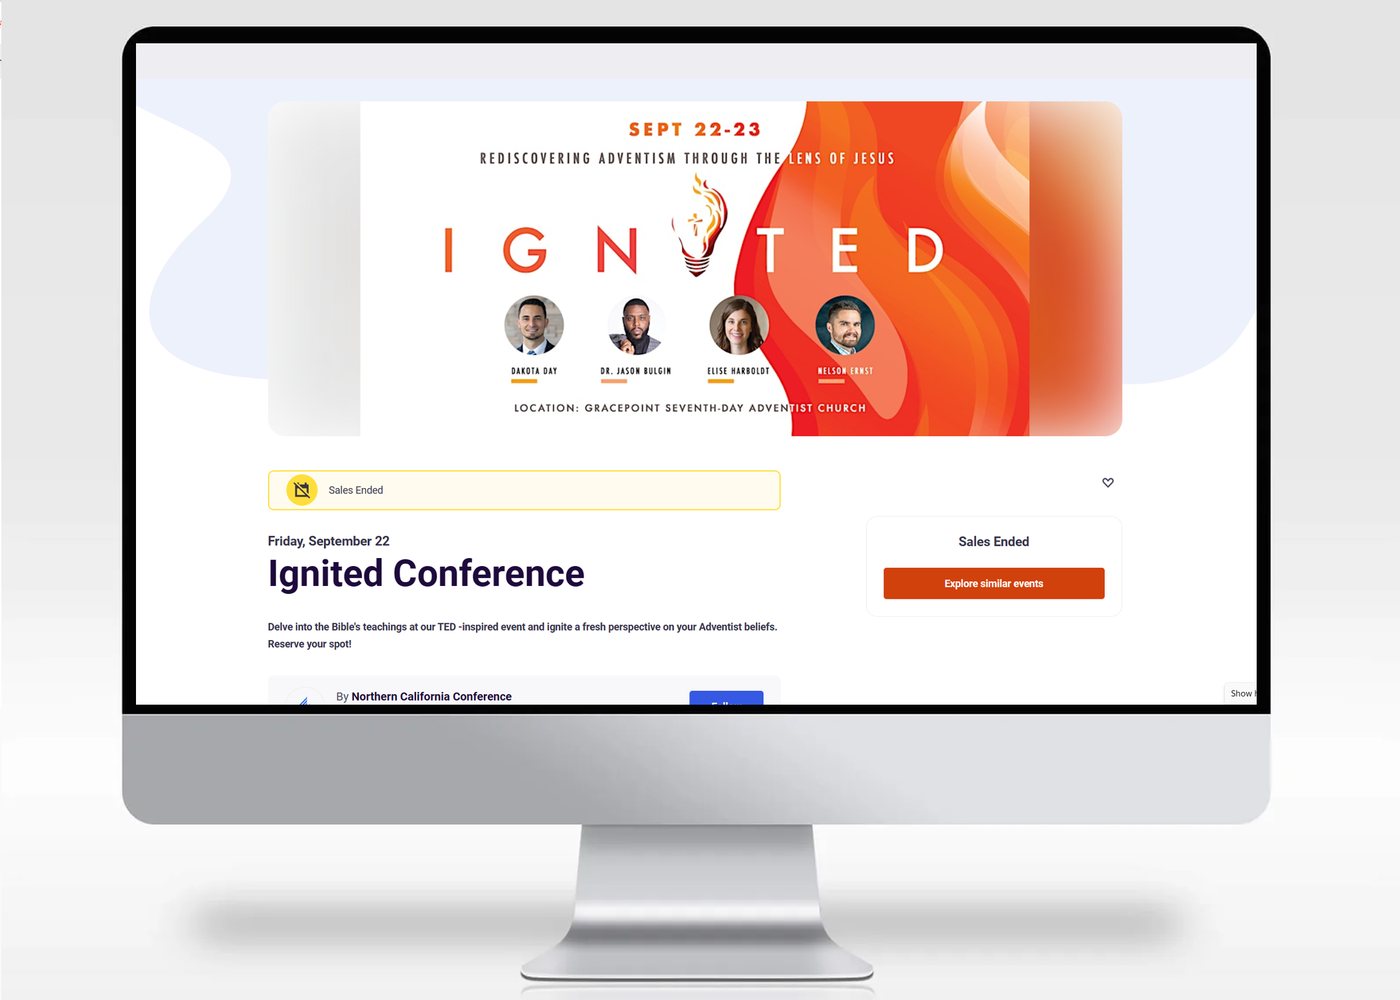 SEPT 22-23
REDISCOVERING ADVENTISM THROUGH THE LENS OF JESUS
IGN TED
DAKOTA DAY
DR. JASON BULGIN
ELISE HARBOLDT
NELSON ERNST
LOCATION: GRACEPOINT SEVENTH-DAY ADVENTIST CHURCH
Sales Ended
Friday, September 22
Ignited Conference
Delve into the Bible's teachings at our TED -inspired event and ignite a fresh perspective on your Adventist beliefs.
Reserve your spot!
By Northern California Conference
Sales Ended
Explore similar events
Show